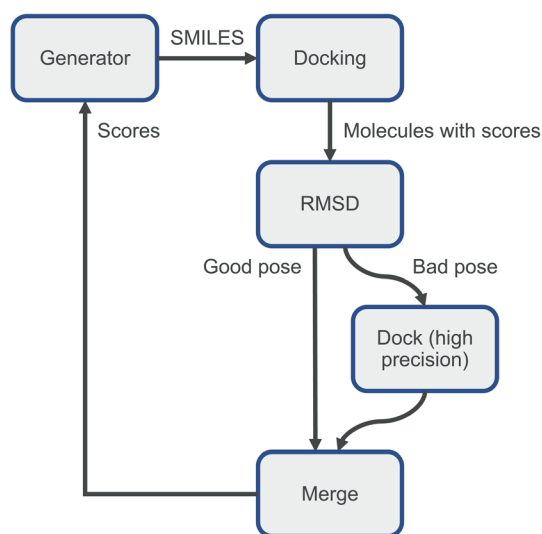 SMILES
Generator
Docking
Scores
Molecules with scores
RMSD
Good pose
Bad pose
Dock (high
precision)
Merge